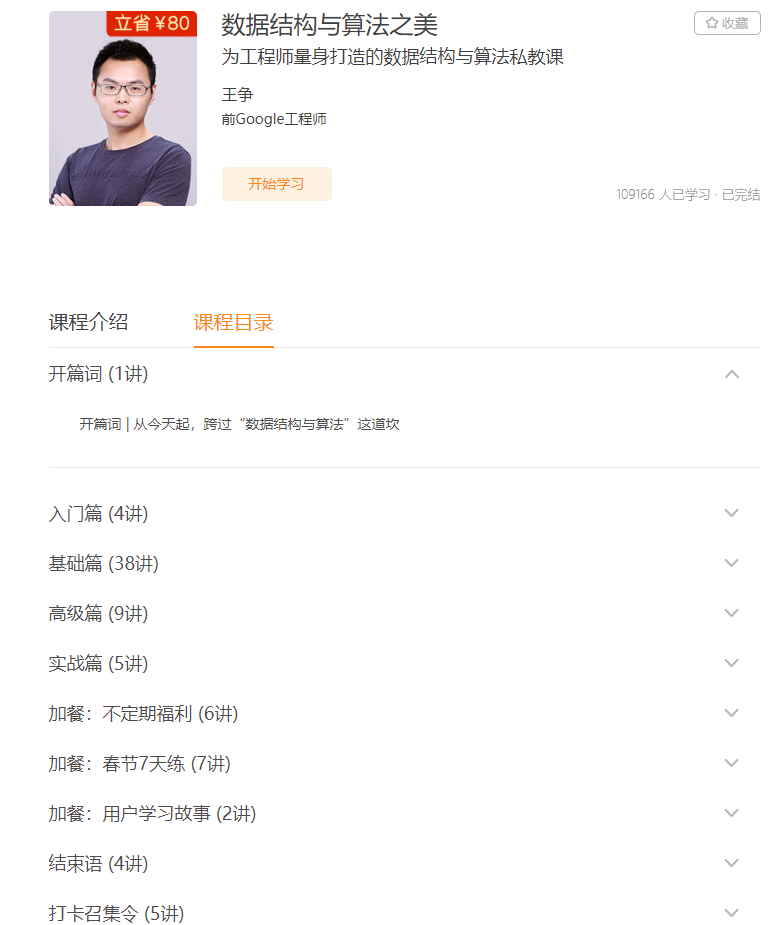 立省¥80
数据结构与算法之美
收藏
为工程师量身打造的数据结构与算法私教课
王争
前Google工程师
开始学习
109166 人已学习 · 已完结
课程介绍 课程目录
开篇词 (1讲)
开篇词 | 从今天起，跨过“数据结构与算法”这道坎
入门篇 (4讲)
基础篇 (38讲)
高级篇 (9讲)
实战篇 (5讲)
加餐：不定期福利 (6讲)
加餐：春节7天练 (7讲)
加餐：用户学习故事 (2讲)
结束语 (4讲)
打卡召集令 (5讲)